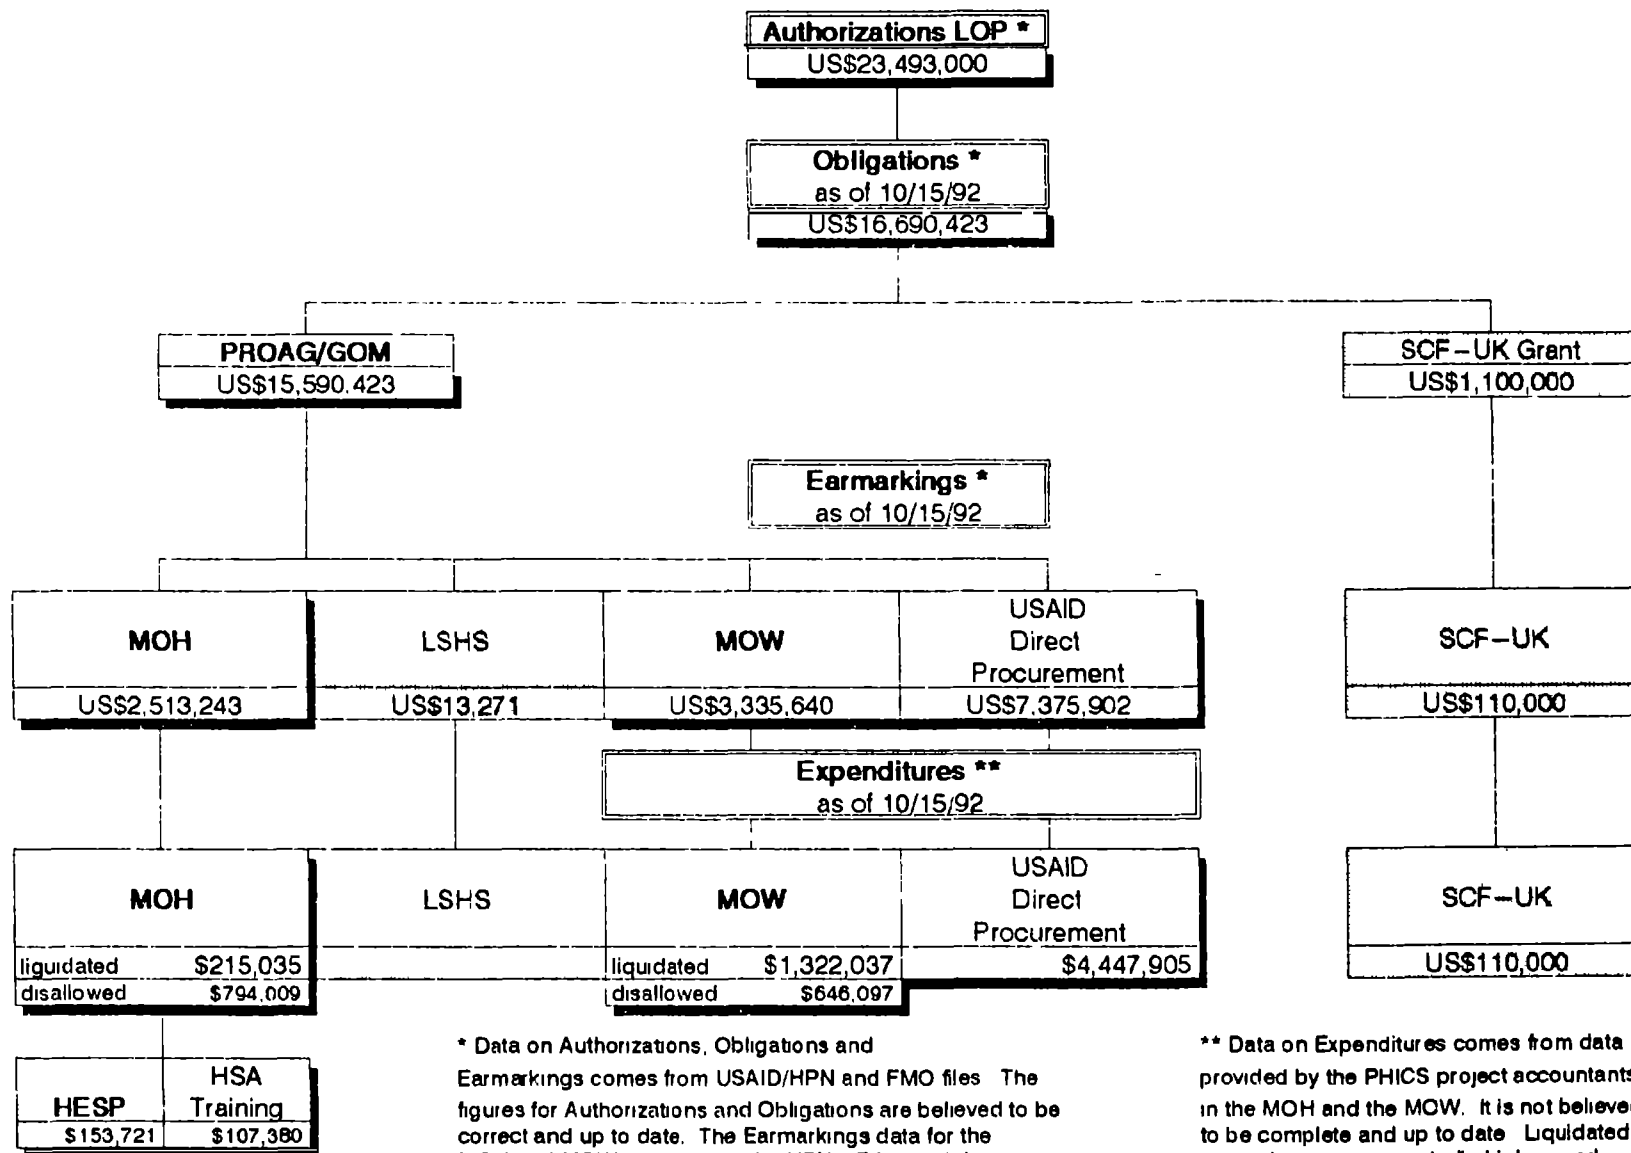 Authorizations LOP *
US$23,493,000
Obligations *
as of 10/15/92
US$16,690,423
PROAG/GOM
US$15,590.423
SCF-UK Grant
US$1,100,000
Earmarkings *
as of 10/15/92
MOH
US$2,513,243
LSHS
US$13,271
MOW
US$3,335,640
USAID
Direct
Procurement
US$7,375,902
SCF-UK
US$110,000
Expenditures **
as of 10/15/92
MOH
liquidated $215,035
disallowed $794,009
LSHS
MOW
liquidated $1,322,037
disallowed $646,097
USAID
Direct
Procurement
$4,447,905
SCF-UK
US$110,000
HESP
$153,721
HSA
Training
$107,380
* Data on Authorizations, Obligations and
Earmarkings comes from USAID/HPN and FMO files The
figures for Authorizations and Obligations are believed to be
correct and up to date. The Earmarkings data for the
** Data on Expenditures comes from data
provided by the PHICS project accountants
in the MOH and the MOW. It is not believe
to be complete and up to date Liquidated